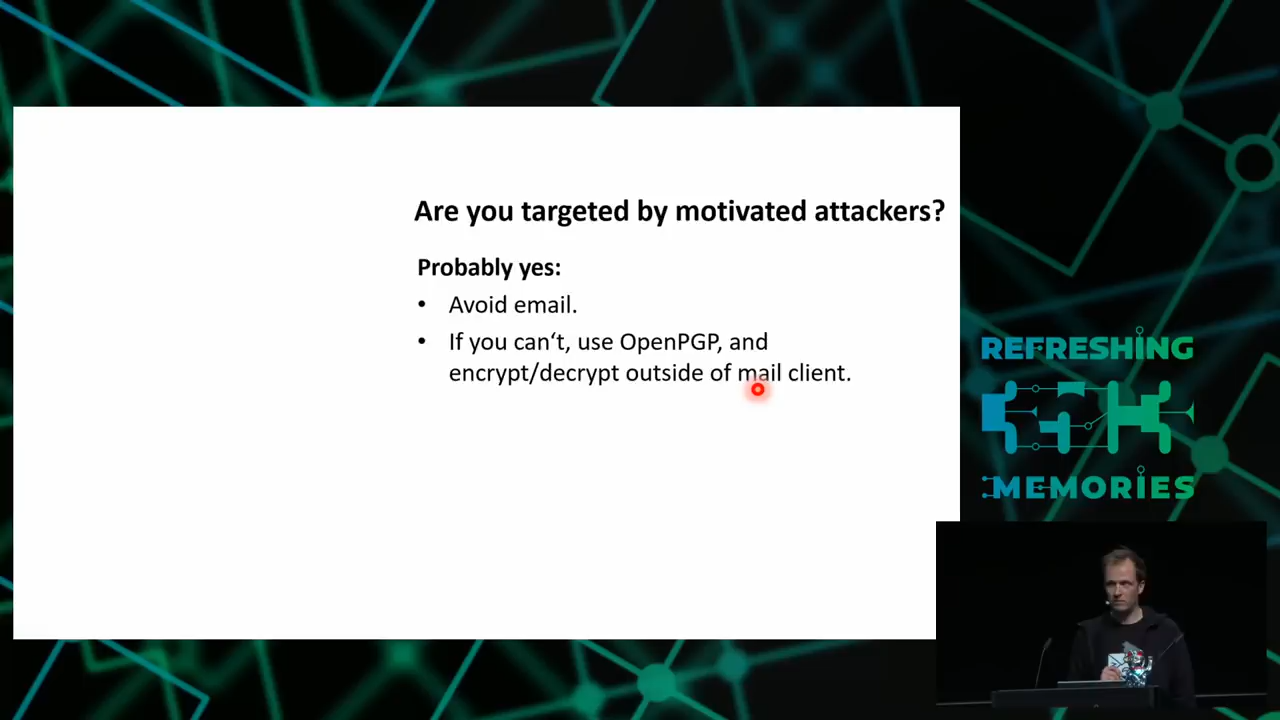 Are you targeted by motivated attackers?
Probably yes:
• Avoid email.
• If you can‘t, use OpenPGP, and
encrypt/decrypt outside of mail client.
REFRESHING
35C3
MEMORIES